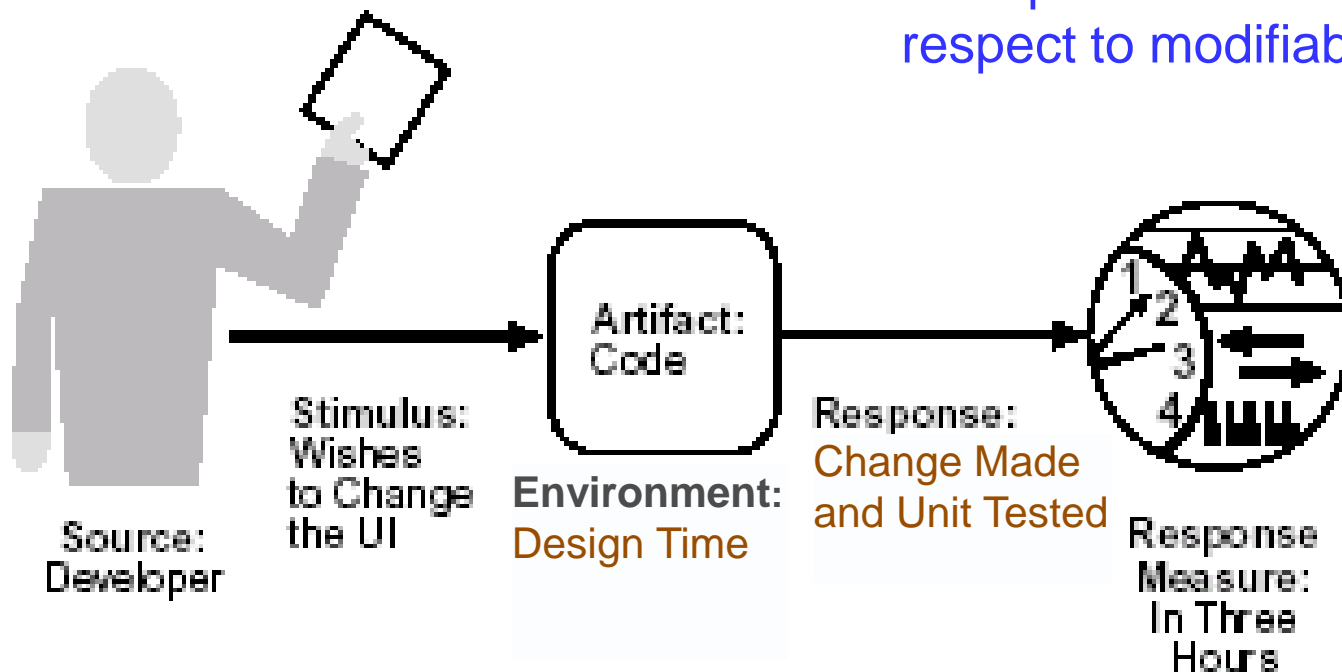 respect to modifiab
1
2
3
4
Artifact:
Code
Stimulus:
Wishes
to Change
the UI
Environment:
Design Time
Response:
Change Made
and Unit Tested
Source:
Developer
Response
Measure:
In Three
Hours